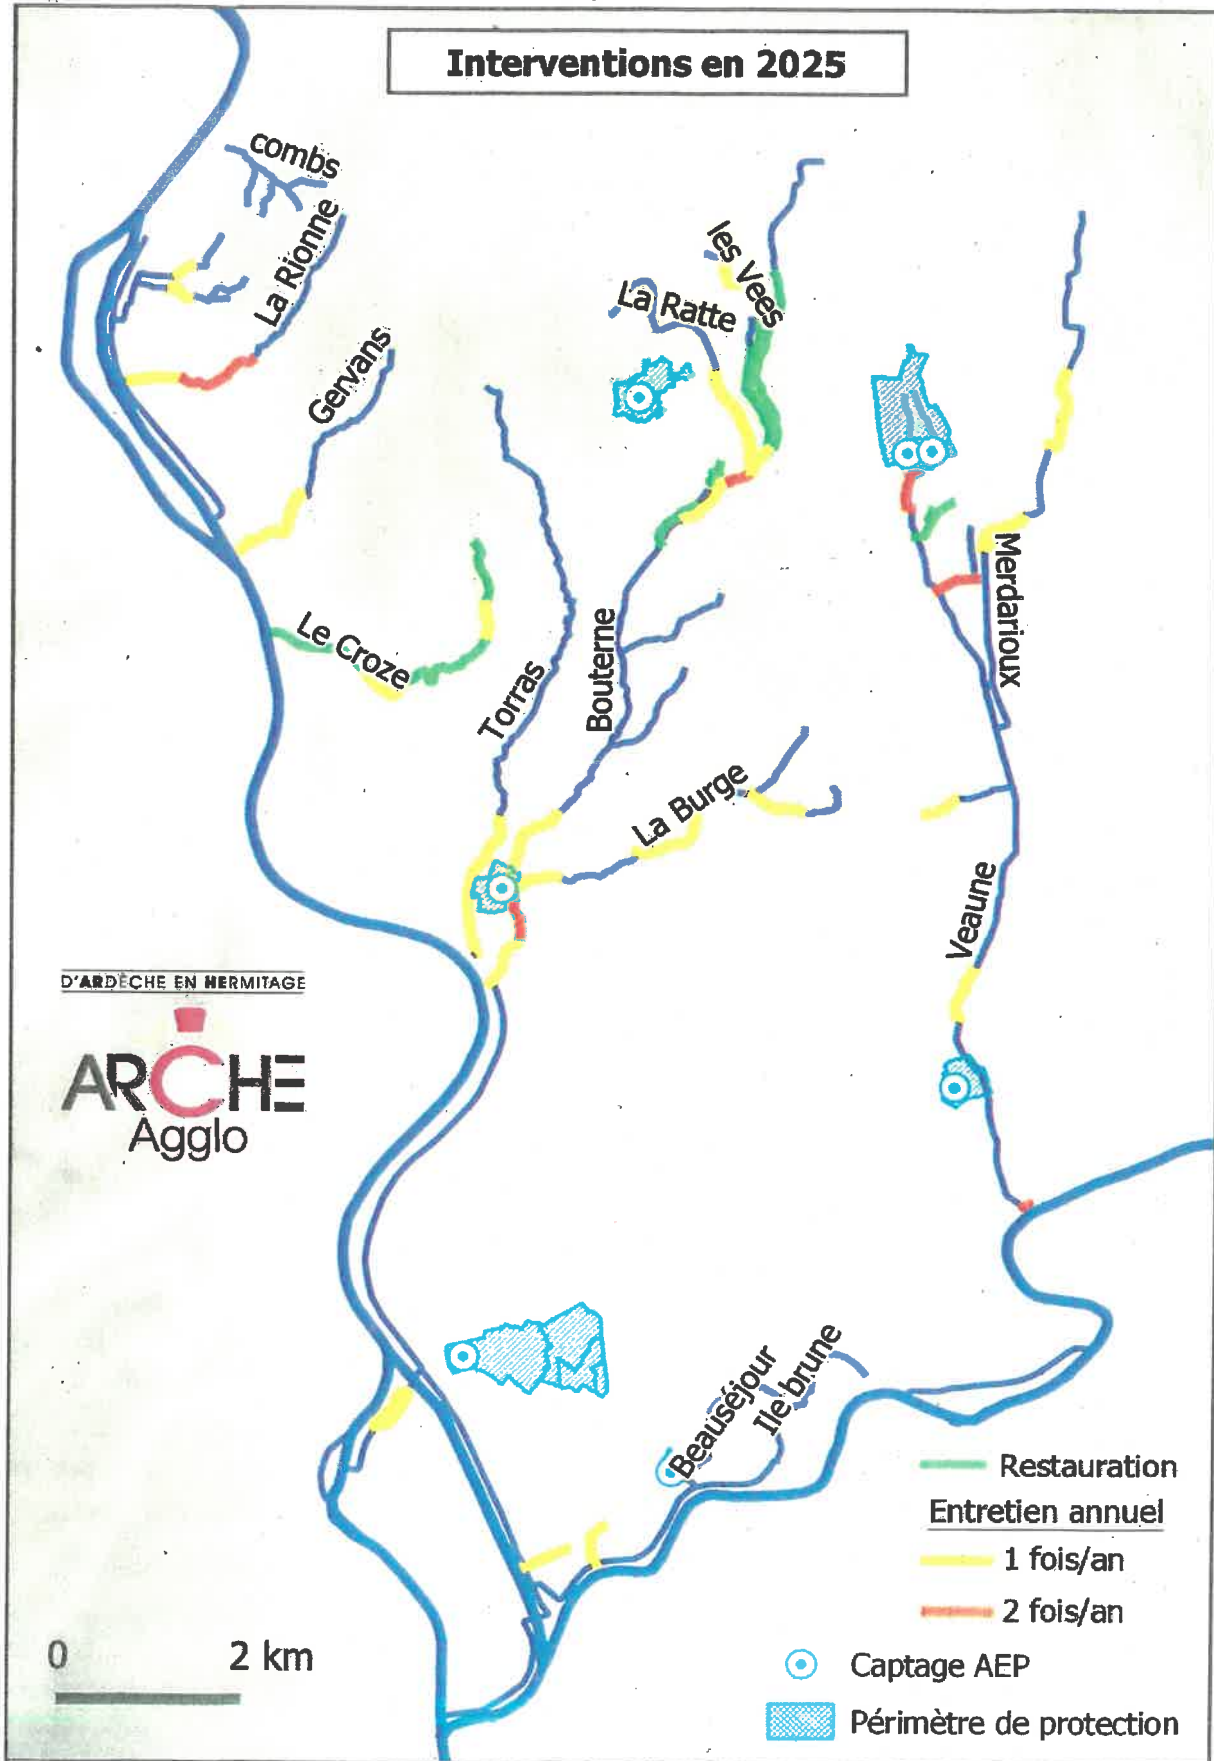 Interventions en 2025
combs
La Rionne
Gervans
les Vees
La Ratte
Le Croze
Torras
Bouterne
La Burge
Merdarioux
Veaune
D'ARDÈCHE EN HERMITAGE
ARCHE
Agglo
Beauséjour
Ile brune
Restauration
Entretien annuel
1 fois/an
2 fois/an
Captage AEP
Périmètre de protection
0 2 km